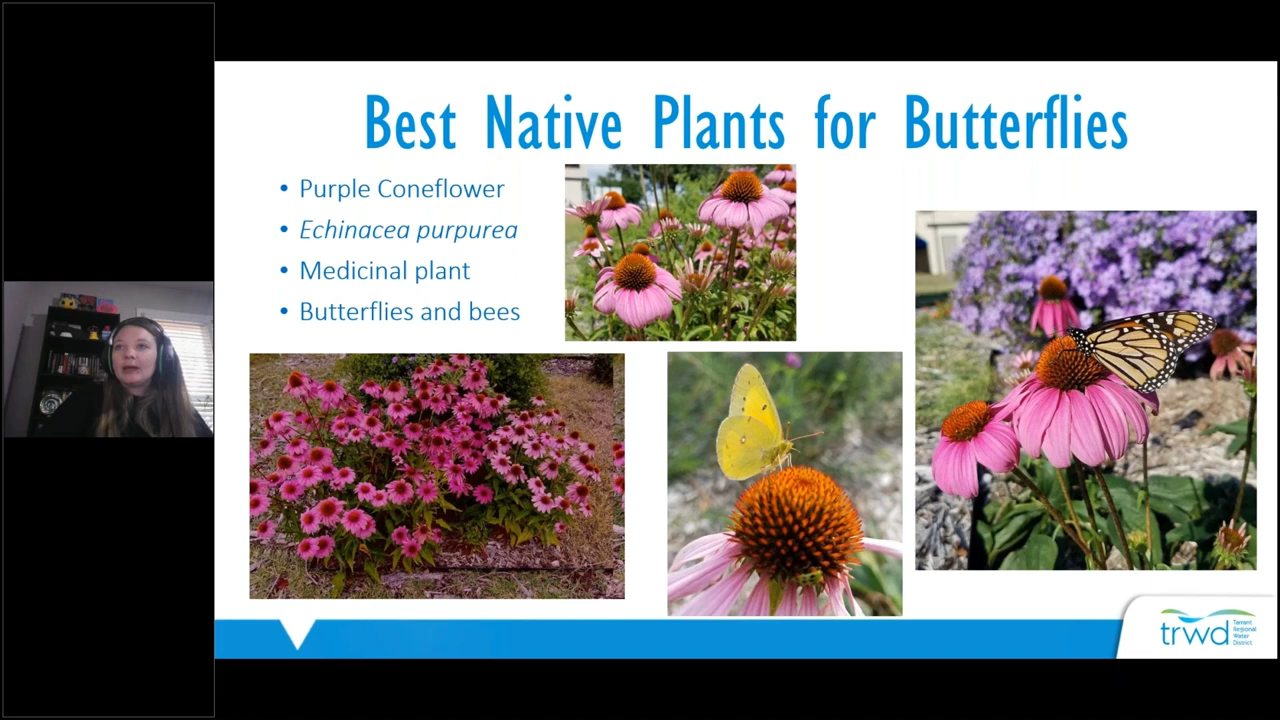 Best Native Plants for Butterflies
• Purple Coneflower
• Echinacea purpurea
• Medicinal plant
• Butterflies and bees
trwd
Tarrant
Regional
Water
District